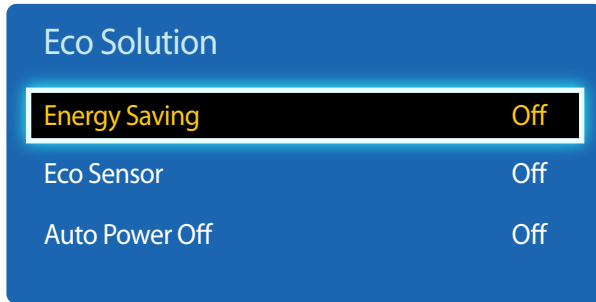 Eco Solution
Energy Saving Off
Eco Sensor Off
Auto Power Off Off